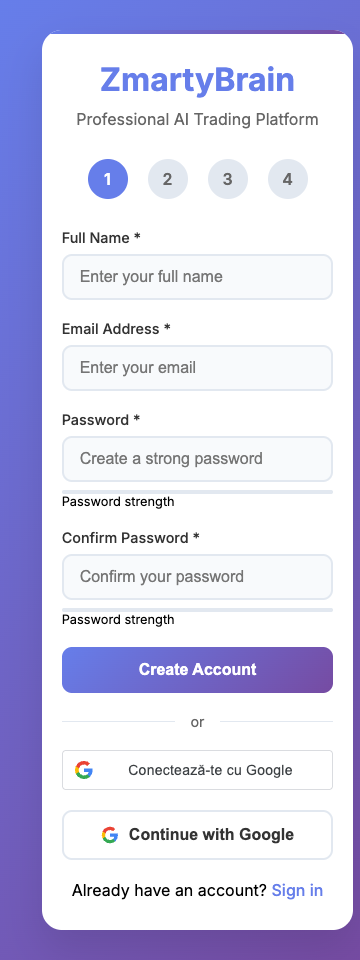 ZmartyBrain
Professional AI Trading Platform
1 2 3 4
Full Name *
Enter your full name
Email Address *
Enter your email
Password *
Create a strong password
Password strength
Confirm Password *
Confirm your password
Password strength
Create Account
or
Conectează-te cu Google
Continue with Google
Already have an account? Sign in